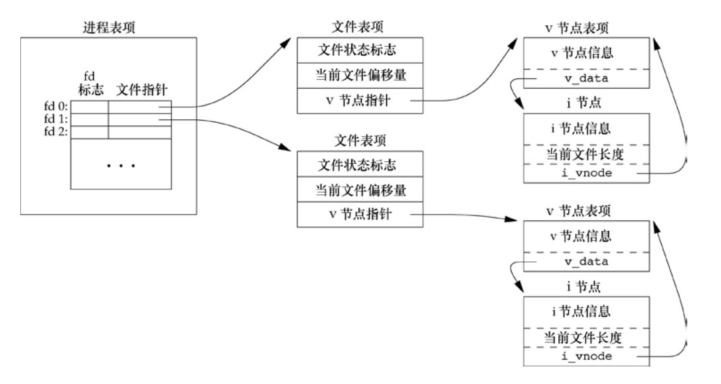 进程表项
fd
标志 文件指针
fd 0:
fd 1:
fd 2:
...
文件表项
文件状态标志
当前文件偏移量
v 节点指针
文件表项
文件状态标志
当前文件偏移量
v 节点指针
v 节点表项
v 节点信息
v_data
i 节点
i 节点信息
当前文件长度
i_vnode
v 节点表项
v 节点信息
v_data
i 节点
i 节点信息
当前文件长度
i_vnode